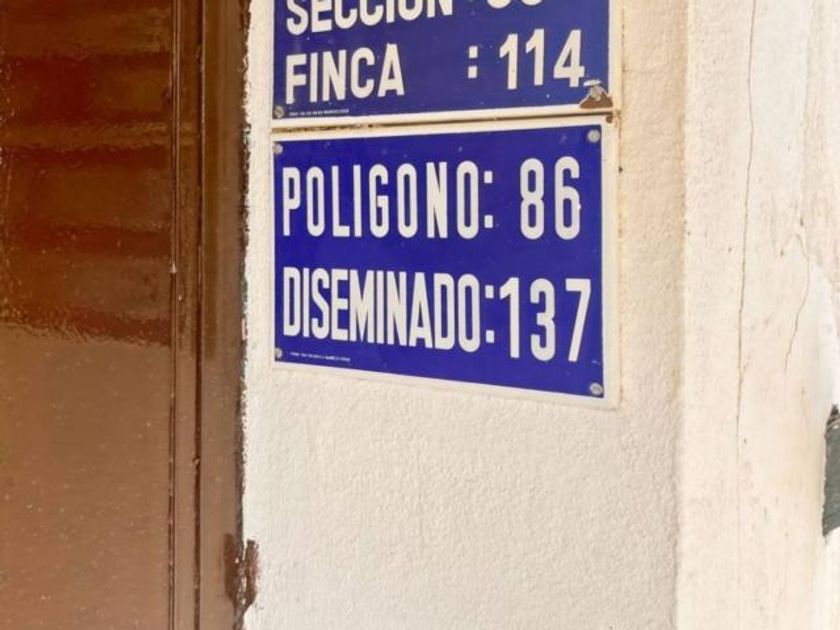 SECCION
FINCA : 114
POLIGONO: 86
DISEMINADO: 137